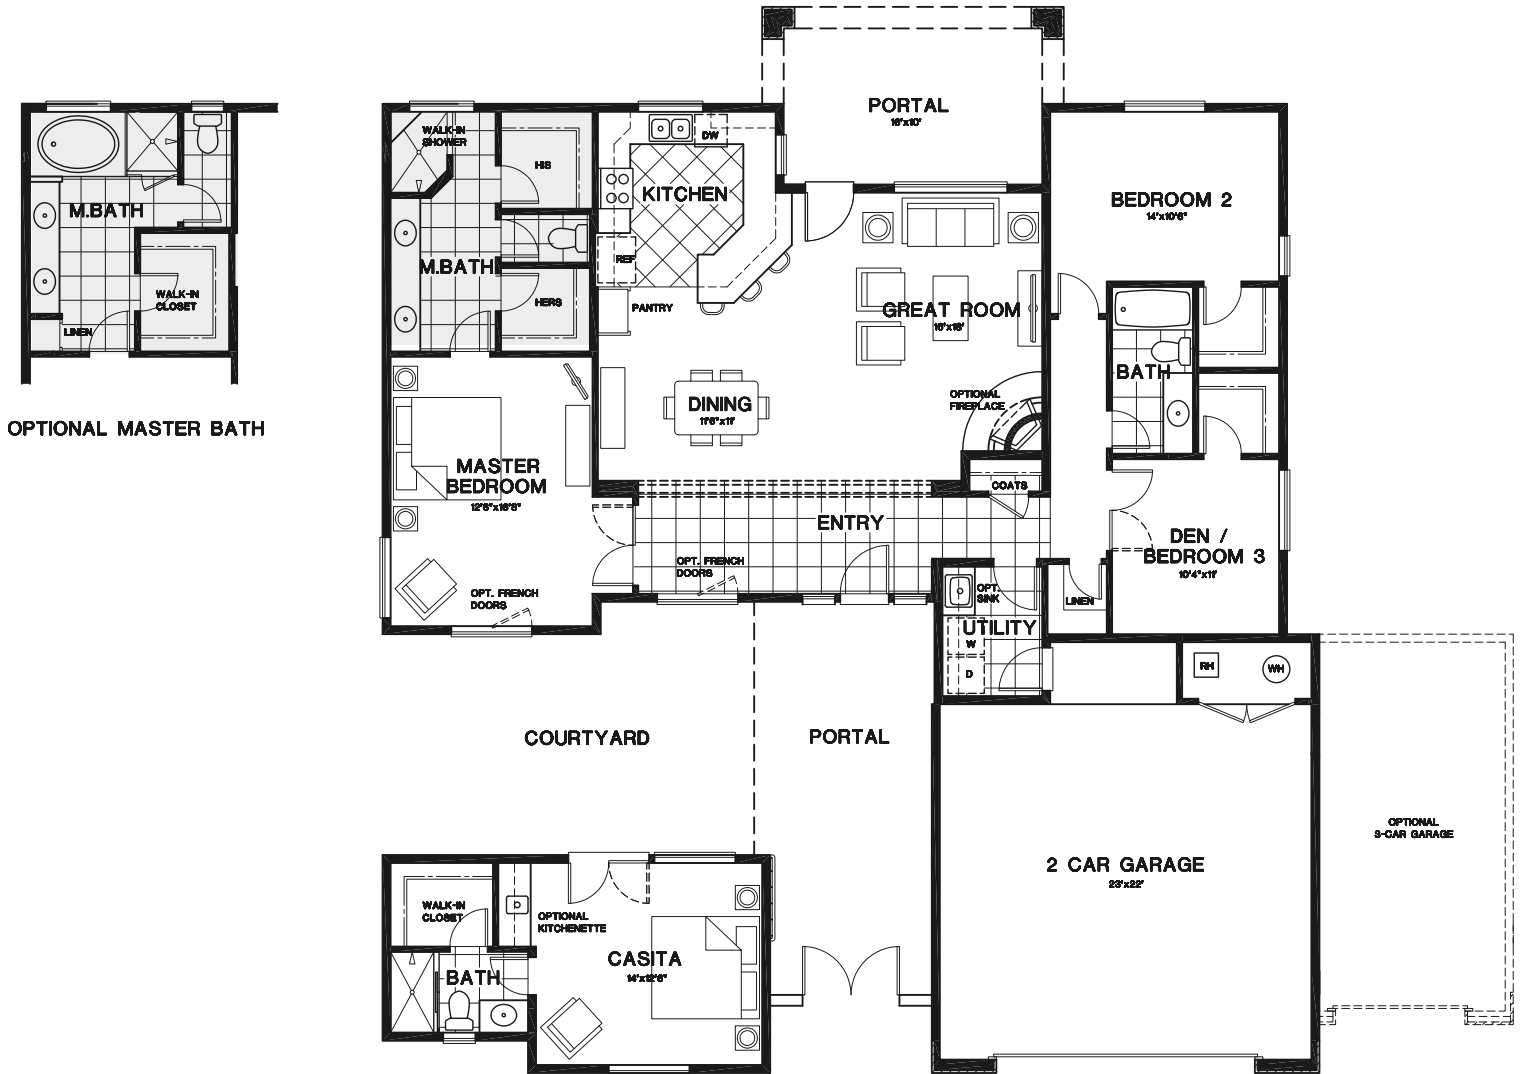 PORTAL
16'x10'
WALK-IN
SHOWER
HIS
DW
KITCHEN
BEDROOM 2
14'x10'6"
M.BATH
M.BATH
REF
WALK-IN
CLOSET
HERS
PANTRY
GREAT ROOM
16'x18'
LINEN
BATH
OPTIONAL
FIREPLACE
DINING
11'6"x11'
OPTIONAL MASTER BATH
MASTER
BEDROOM
12'6"x16'8"
COATS
ENTRY
DEN /
BEDROOM 3
10'4"x11'
OPT. FRENCH
DOORS
OPT. FRENCH
DOORS
OPT.
SINK
LINEN
UTILITY
W
D
RH
WH
COURTYARD
PORTAL
OPTIONAL
3-CAR GARAGE
2 CAR GARAGE
23'x22'
WALK-IN
CLOSET
OPTIONAL
KITCHENETTE
CASITA
14'x12'6"
BATH